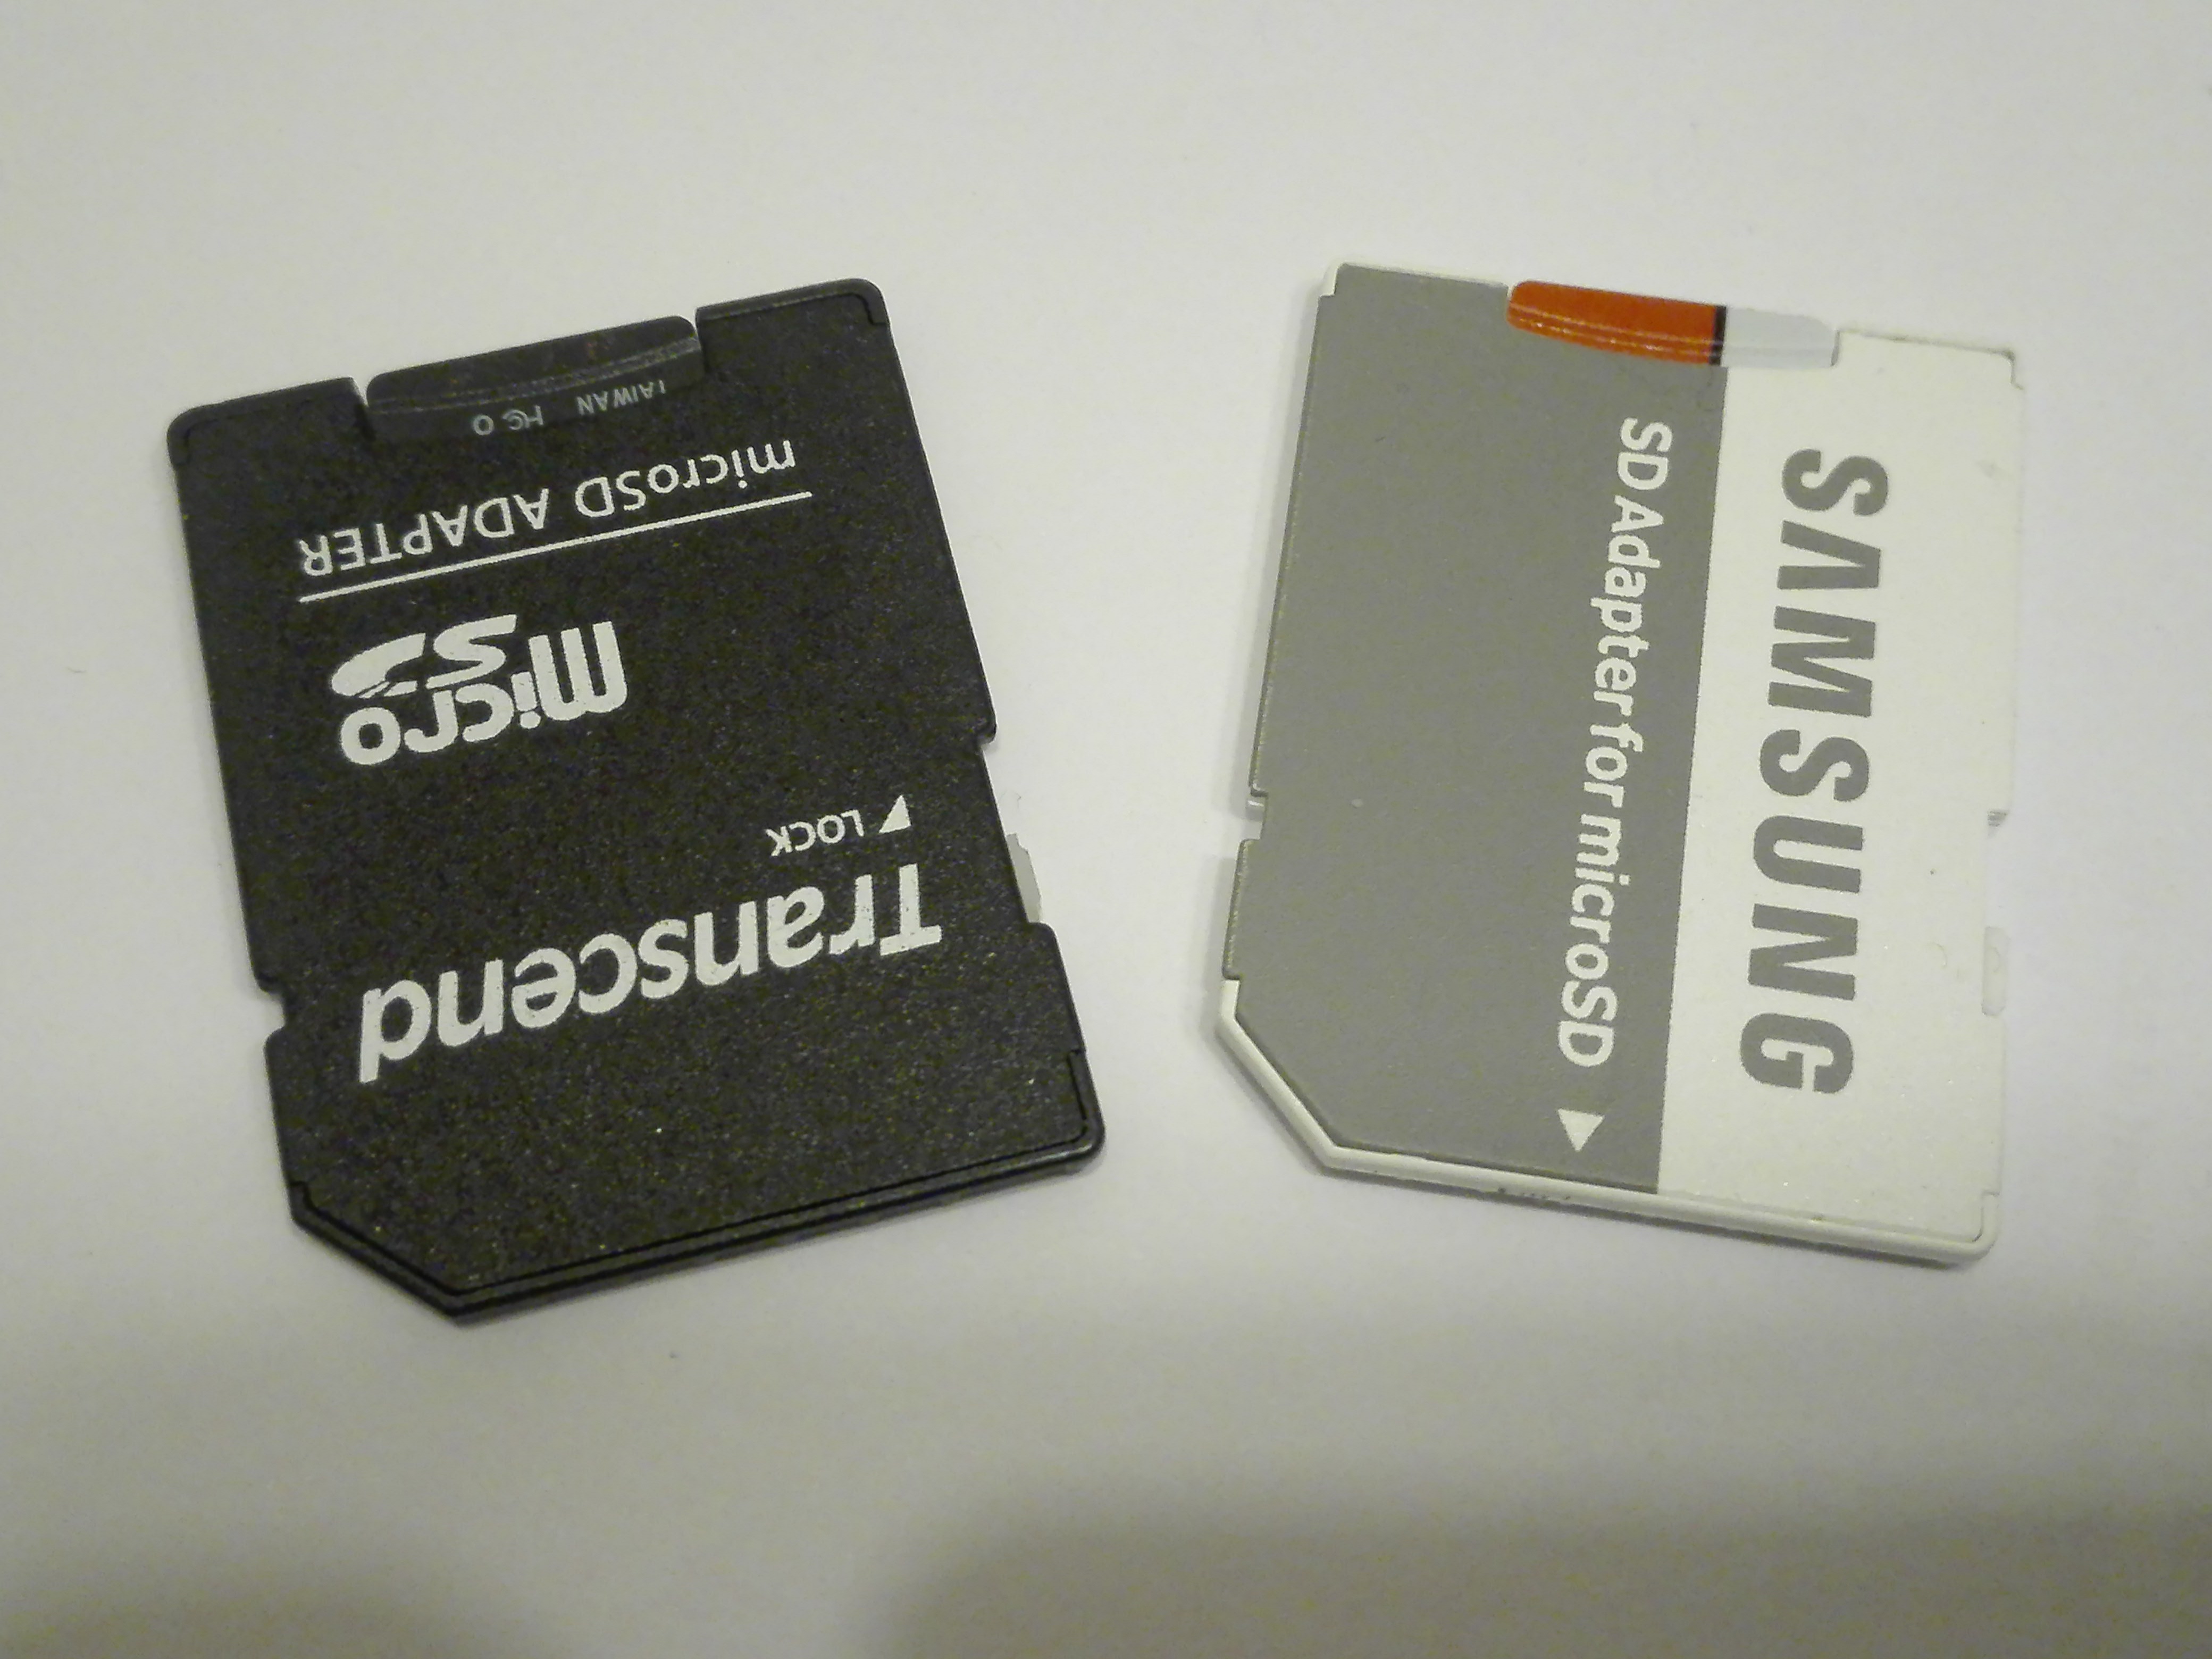 Transcend
LOCK
micro
SD
microSD ADAPTER
TAIWAN
SAMSUNG
SD Adapter for microSD